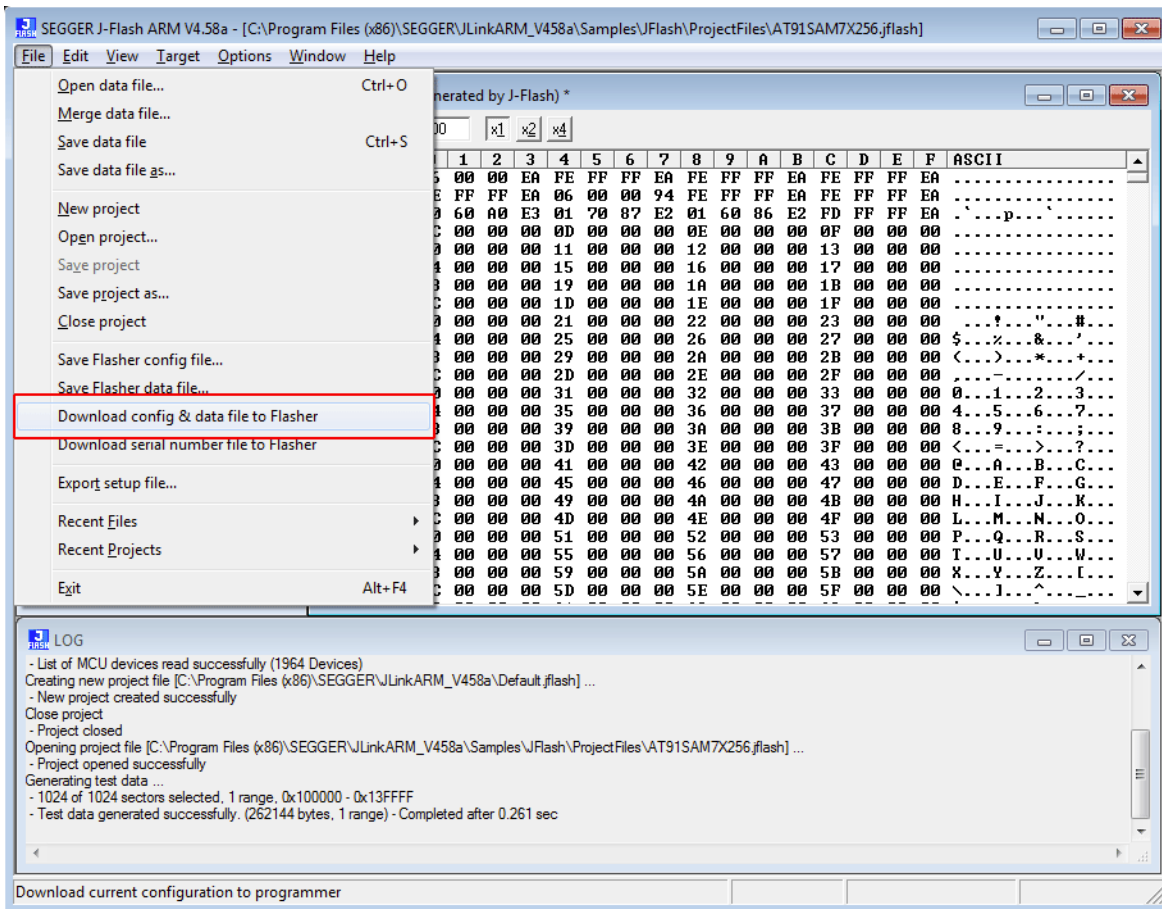 SEGGER J-Flash ARM V4.58a - [C:\Program Files (x86)\SEGGER\JLinkARM_V458a\Samples\JFlash\ProjectFiles\AT91SAM7X256.jflash]
File Edit View Target Options Window Help
Open data file... Ctrl+O
Merge data file...
Save data file Ctrl+S
Save data file as...
New project
Open project...
Save project
Save project as...
Close project
Save Flasher config file...
Save Flasher data file...
Download config & data file to Flasher
Download serial number file to Flasher
Export setup file...
Recent Files
Recent Projects
Exit Alt+F4
by J-Flash) *
x1 x2 x4
1 2 3 4 5 6 7 8 9 A B C D E F ASCII
00 00 EA FE FF FF EA FE FF FF EA FE FF FF EA ................
FF FF EA 06 00 00 94 FE FF FF EA FE FF FF EA ................
60 A0 E3 01 70 87 E2 01 60 86 E2 FD FF FF EA .`...p...`......
00 00 00 0D 00 00 00 0E 00 00 00 0F 00 00 00 ................
00 00 00 11 00 00 00 12 00 00 00 13 00 00 00 ................
00 00 00 15 00 00 00 16 00 00 00 17 00 00 00 ................
00 00 00 19 00 00 00 1A 00 00 00 1B 00 00 00 ................
00 00 00 1D 00 00 00 1E 00 00 00 1F 00 00 00 ................
00 00 00 21 00 00 00 22 00 00 00 23 00 00 00 ...!..."...#...
00 00 00 25 00 00 00 26 00 00 00 27 00 00 00 $...%...&...'...
00 00 00 29 00 00 00 2A 00 00 00 2B 00 00 00 (...)...*...+...
00 00 00 2D 00 00 00 2E 00 00 00 2F 00 00 00 ,...-......./...
00 00 00 31 00 00 00 32 00 00 00 33 00 00 00 0...1...2...3...
00 00 00 35 00 00 00 36 00 00 00 37 00 00 00 4...5...6...7...
00 00 00 39 00 00 00 3A 00 00 00 3B 00 00 00 8...9...:...;...
00 00 00 3D 00 00 00 3E 00 00 00 3F 00 00 00 <...=...>...?...
00 00 00 41 00 00 00 42 00 00 00 43 00 00 00 @...A...B...C...
00 00 00 45 00 00 00 46 00 00 00 47 00 00 00 D...E...F...G...
00 00 00 49 00 00 00 4A 00 00 00 4B 00 00 00 H...I...J...K...
00 00 00 4D 00 00 00 4E 00 00 00 4F 00 00 00 L...M...N...O...
00 00 00 51 00 00 00 52 00 00 00 53 00 00 00 P...Q...R...S...
00 00 00 55 00 00 00 56 00 00 00 57 00 00 00 T...U...V...W...
00 00 00 59 00 00 00 5A 00 00 00 5B 00 00 00 X...Y...Z...[...
00 00 00 5D 00 00 00 5E 00 00 00 5F 00 00 00 \...]...^..._...
LOG
- List of MCU devices read successfully (1964 Devices)
Creating new project file [C:\Program Files (x86)\SEGGER\JLinkARM_V458a\Default.jflash] ...
- New project created successfully
Close project
- Project closed
Opening project file [C:\Program Files (x86)\SEGGER\JLinkARM_V458a\Samples\JFlash\ProjectFiles\AT91SAM7X256.jflash] ...
- Project opened successfully
Generating test data ...
- 1024 of 1024 sectors selected, 1 range, 0x100000 - 0x13FFFF
- Test data generated successfully. (262144 bytes, 1 range) - Completed after 0.261 sec
Download current configuration to programmer